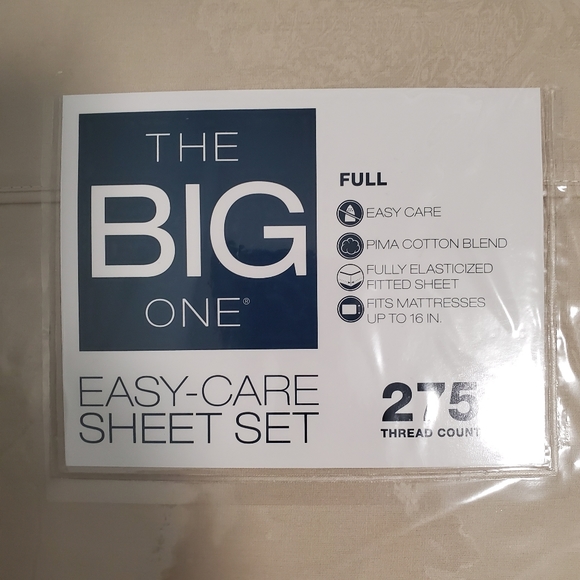 THE
BIG
ONE®
EASY-CARE
SHEET SET
FULL
EASY CARE
PIMA COTTON BLEND
FULLY ELASTICIZED
FITTED SHEET
FITS MATTRESSES
UP TO 16 IN.
275
THREAD COUNT